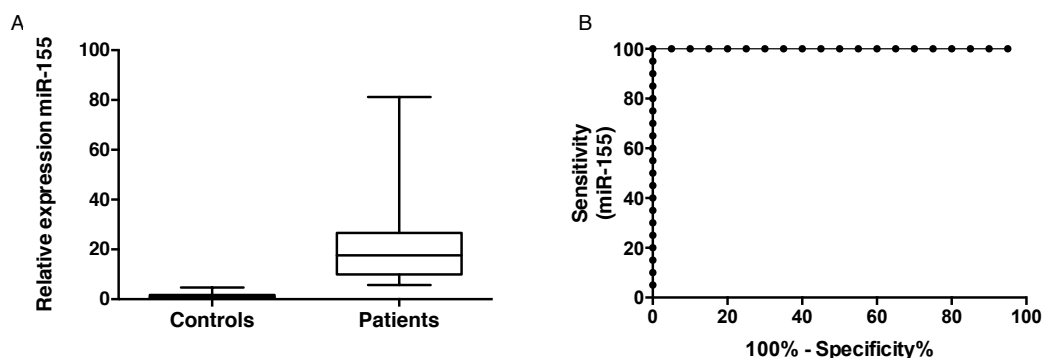 A
Relative expression miR-155
100
80
60
40
20
0
Controls
Patients
B
Sensitivity
(miR-155)
100
80
60
40
20
0
0
20
40
60
80
100
100% - Specificity%